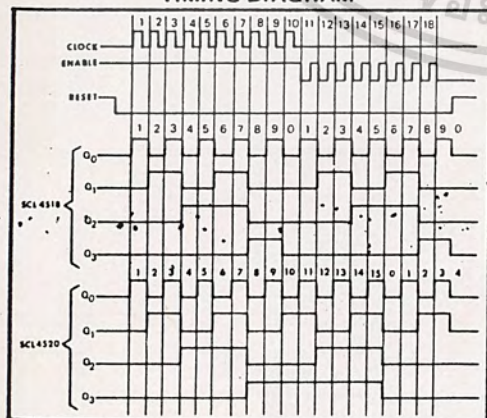 TIMING DIAGRAM
1 2 3 4 5 6 7 8 9 10 11 12 13 14 15 16 17 18
CLOCK
ENABLE
RESET
1 2 3 4 5 6 7 8 9 0 1 2 3 4 5 6 7 8 9 0
SCL4518
Q0
Q1
Q2
Q3
1 2 3 4 5 6 7 8 9 10 11 12 13 14 15 0 1 2 3 4
SCL4520
Q0
Q1
Q2
Q3